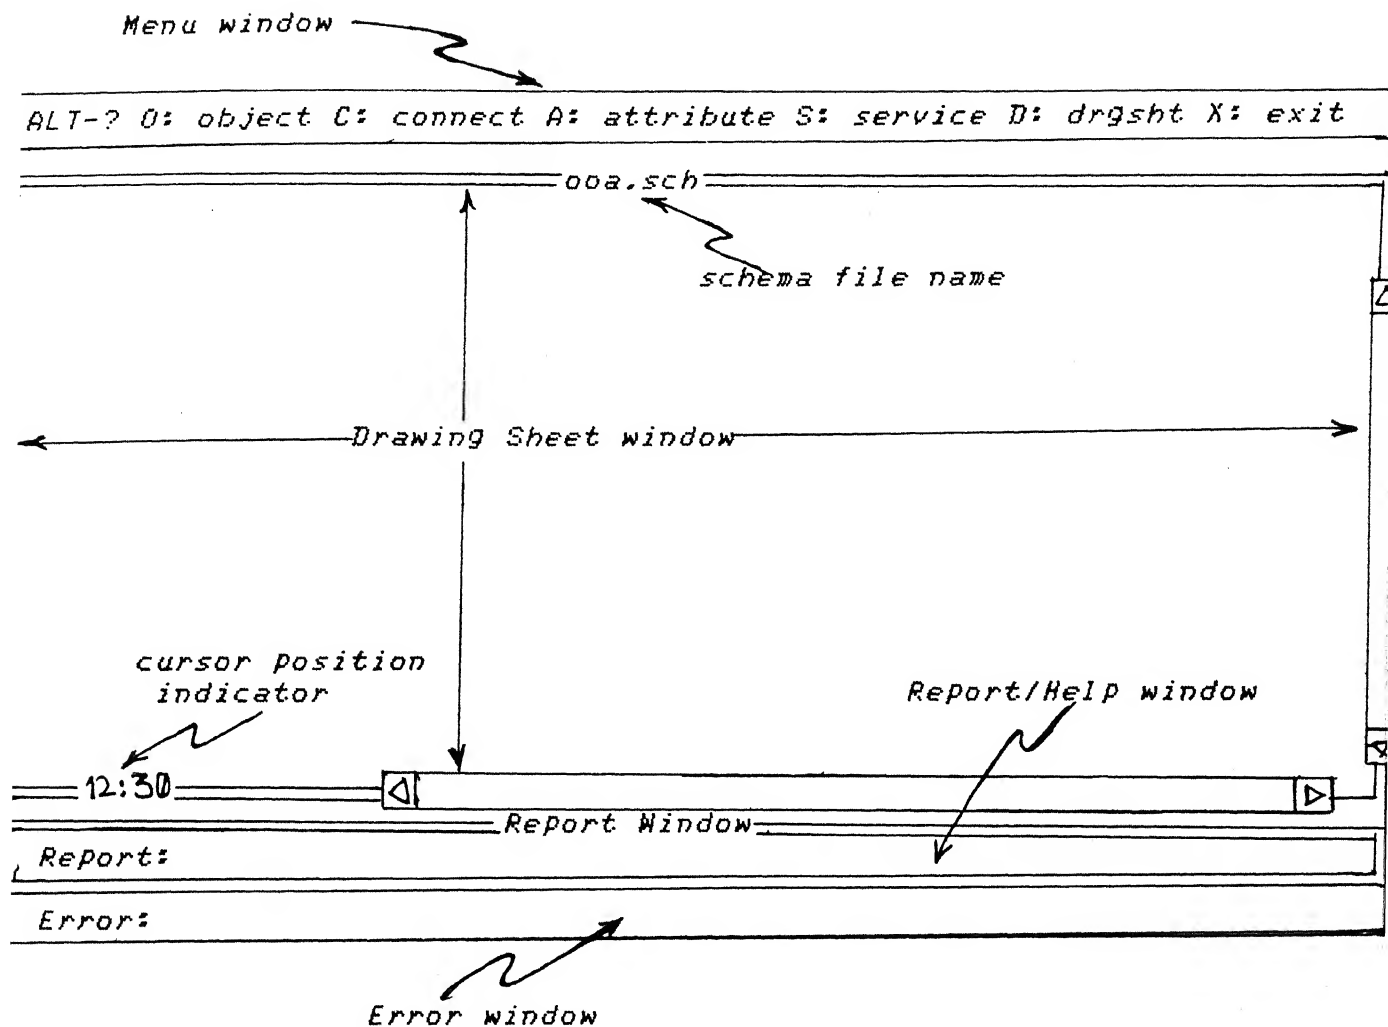 Menu window
ALT-? O: object C: connect A: attribute S: service D: drgsht X: exit
ooa.sch
schema file name
Drawing Sheet window
cursor position
indicator
Report/Help window
12:30
Report Window
Report:
Error:
Error window